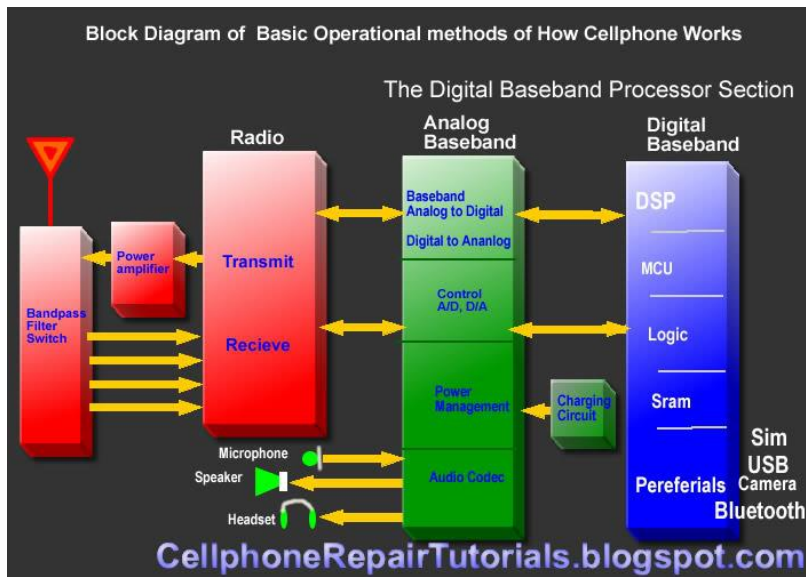 Block Diagram of Basic Operational methods of How Cellphone Works
The Digital Baseband Processor Section
Radio
Analog
Baseband
Digital
Baseband
Power
amplifier
Bandpass
Filter
Switch
Transmit
Recieve
Baseband
Analog to Digital
Digital to Ananlog
Control
A/D, D/A
Power
Management
Audio Codec
Charging
Circuit
DSP
MCU
Logic
Sram
Pereferials
Sim
USB
Camera
Bluetooth
Microphone
Speaker
Headset
CellphoneRepairTutorials.blogspot.com